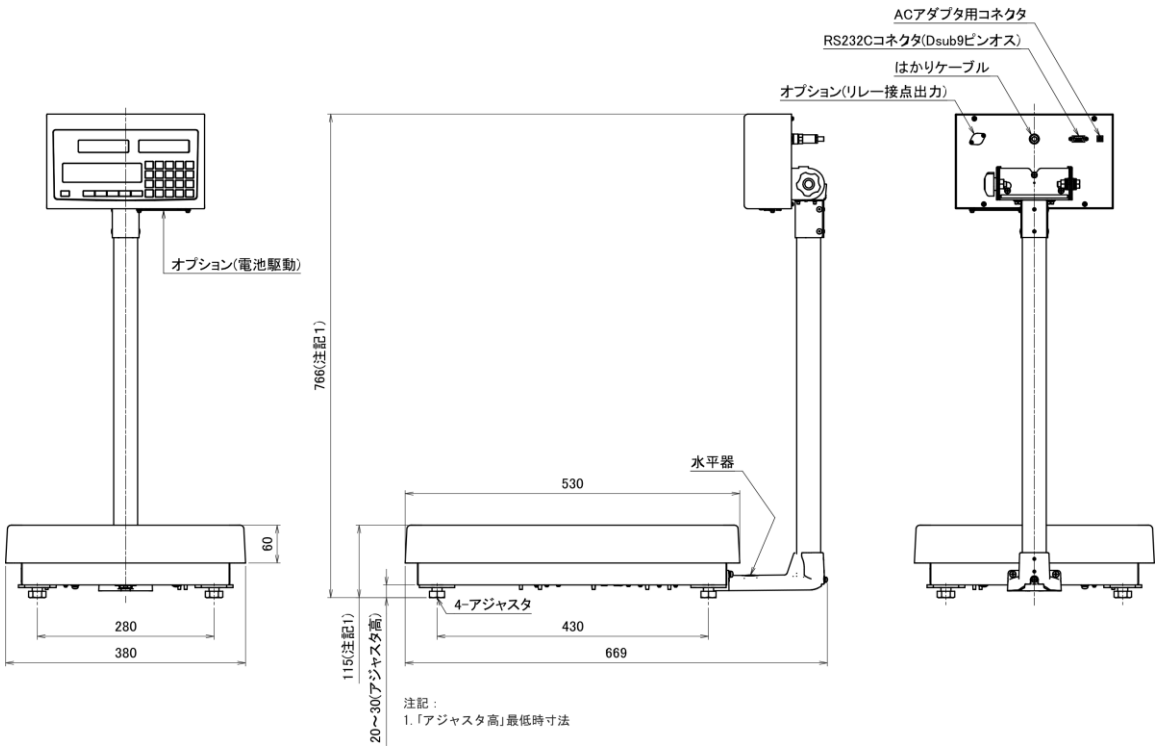 ACアダプタ用コネクタ
RS232Cコネクタ(Dsub9ピンオス)
はかりケーブル
オプション(リレー接点出力)
オプション(電池駆動)
766(注記1)
水平器
530
60
4-アジャスタ
280
430
380
669
115(注記1)
20～30(アジャスタ高)
注記：
1.「アジャスタ高」最低時寸法